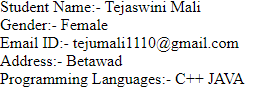 Student Name:- Tejaswini Mali
Gender:- Female
Email ID:- tejumali1110@gmail.com
Address:- Betawad
Programming Languages:- C++ JAVA